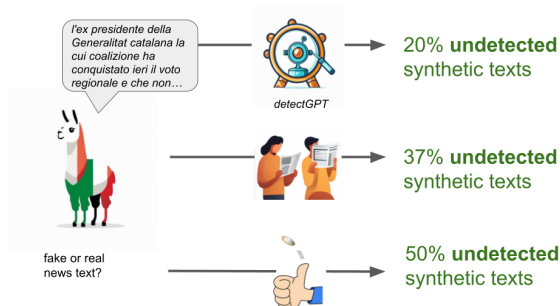 l'ex presidente della
Generalitat catalana la
cui coalizione ha
conquistato ieri il voto
regionale e che non…
fake or real
news text?
detectGPT
20% undetected
synthetic texts
37% undetected
synthetic texts
50% undetected
synthetic texts